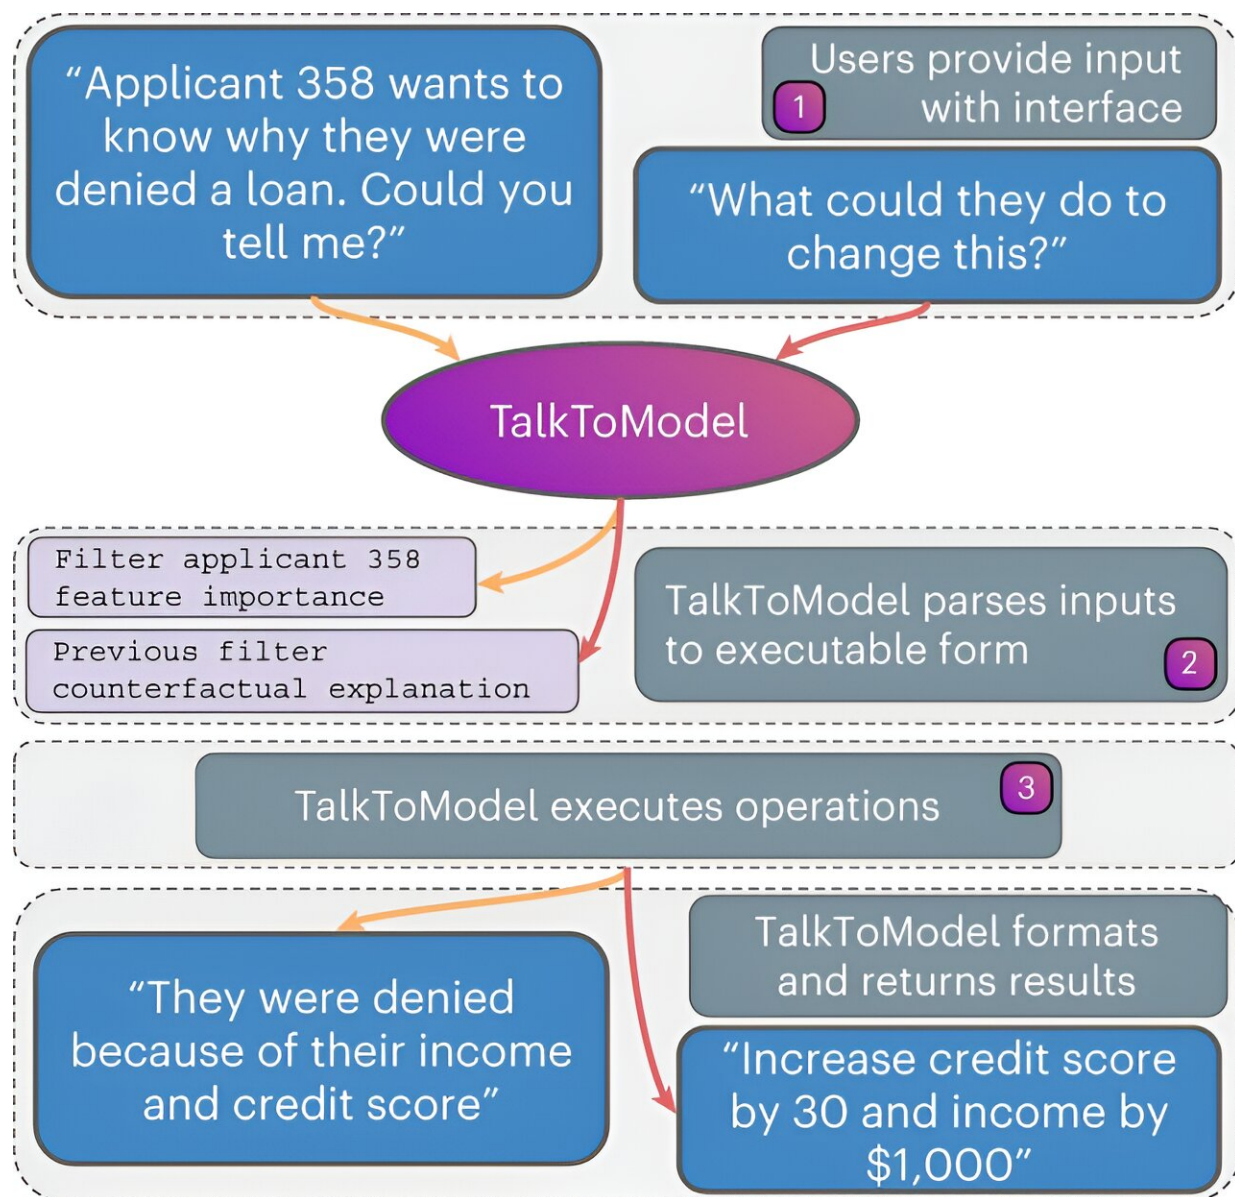 “Applicant 358 wants to
know why they were
denied a loan. Could you
tell me?”
Users provide input
with interface
1
“What could they do to
change this?”
TalkToModel
Filter applicant 358
feature importance
Previous filter
counterfactual explanation
TalkToModel parses inputs
to executable form
2
TalkToModel executes operations
3
“They were denied
because of their income
and credit score”
TalkToModel formats
and returns results
“Increase credit score
by 30 and income by
$1,000”